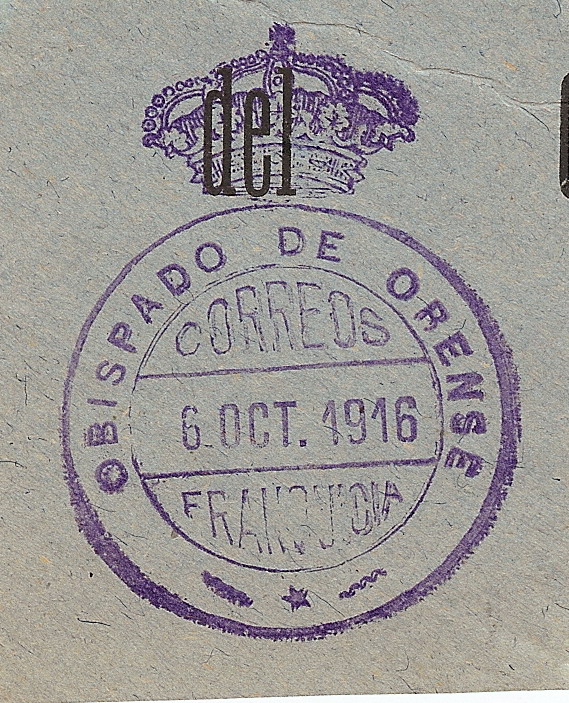 del
OBISPADO DE ORENSE
CORREOS
6 OCT. 1916
FRANQUICIA